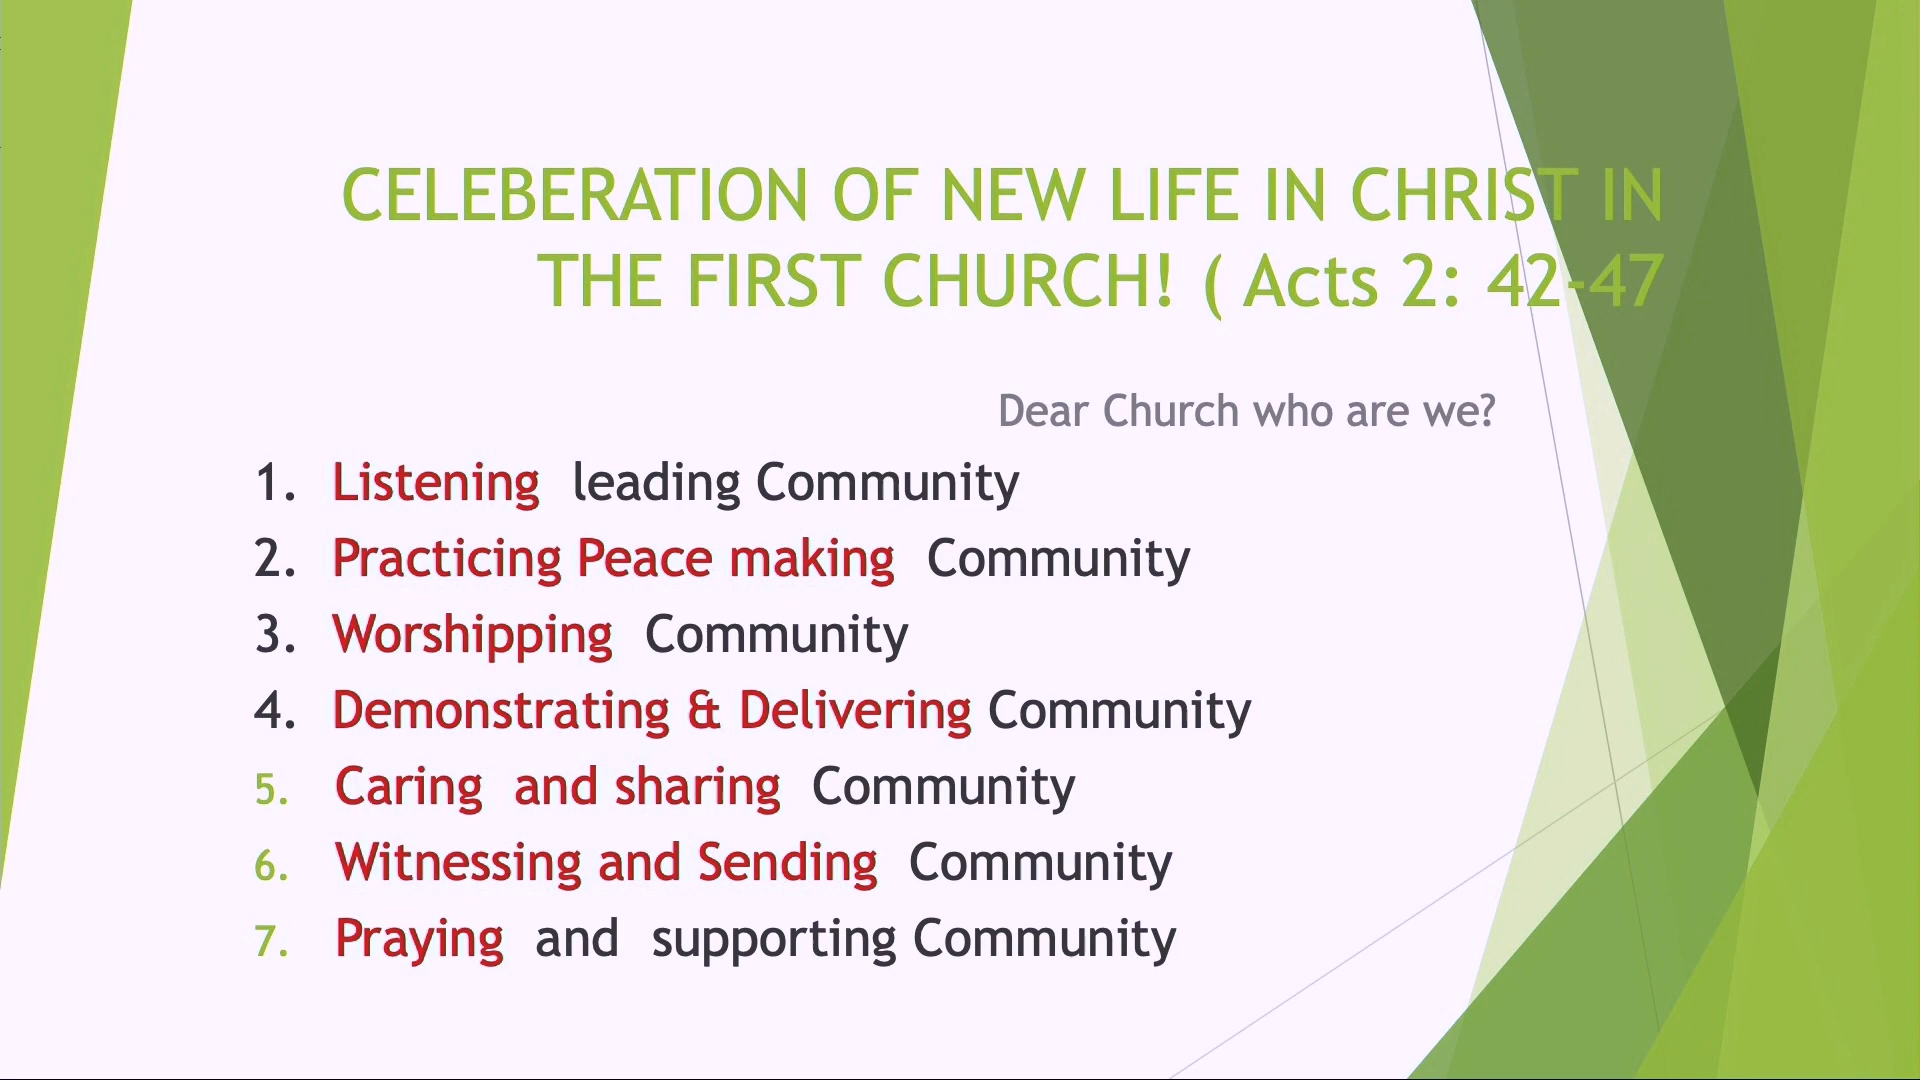 CELEBERATION OF NEW LIFE IN CHRIST IN
THE FIRST CHURCH! ( Acts 2: 42-47
Dear Church who are we?
1. Listening leading Community
2. Practicing Peace making Community
3. Worshipping Community
4. Demonstrating & Delivering Community
5. Caring and sharing Community
6. Witnessing and Sending Community
7. Praying and supporting Community